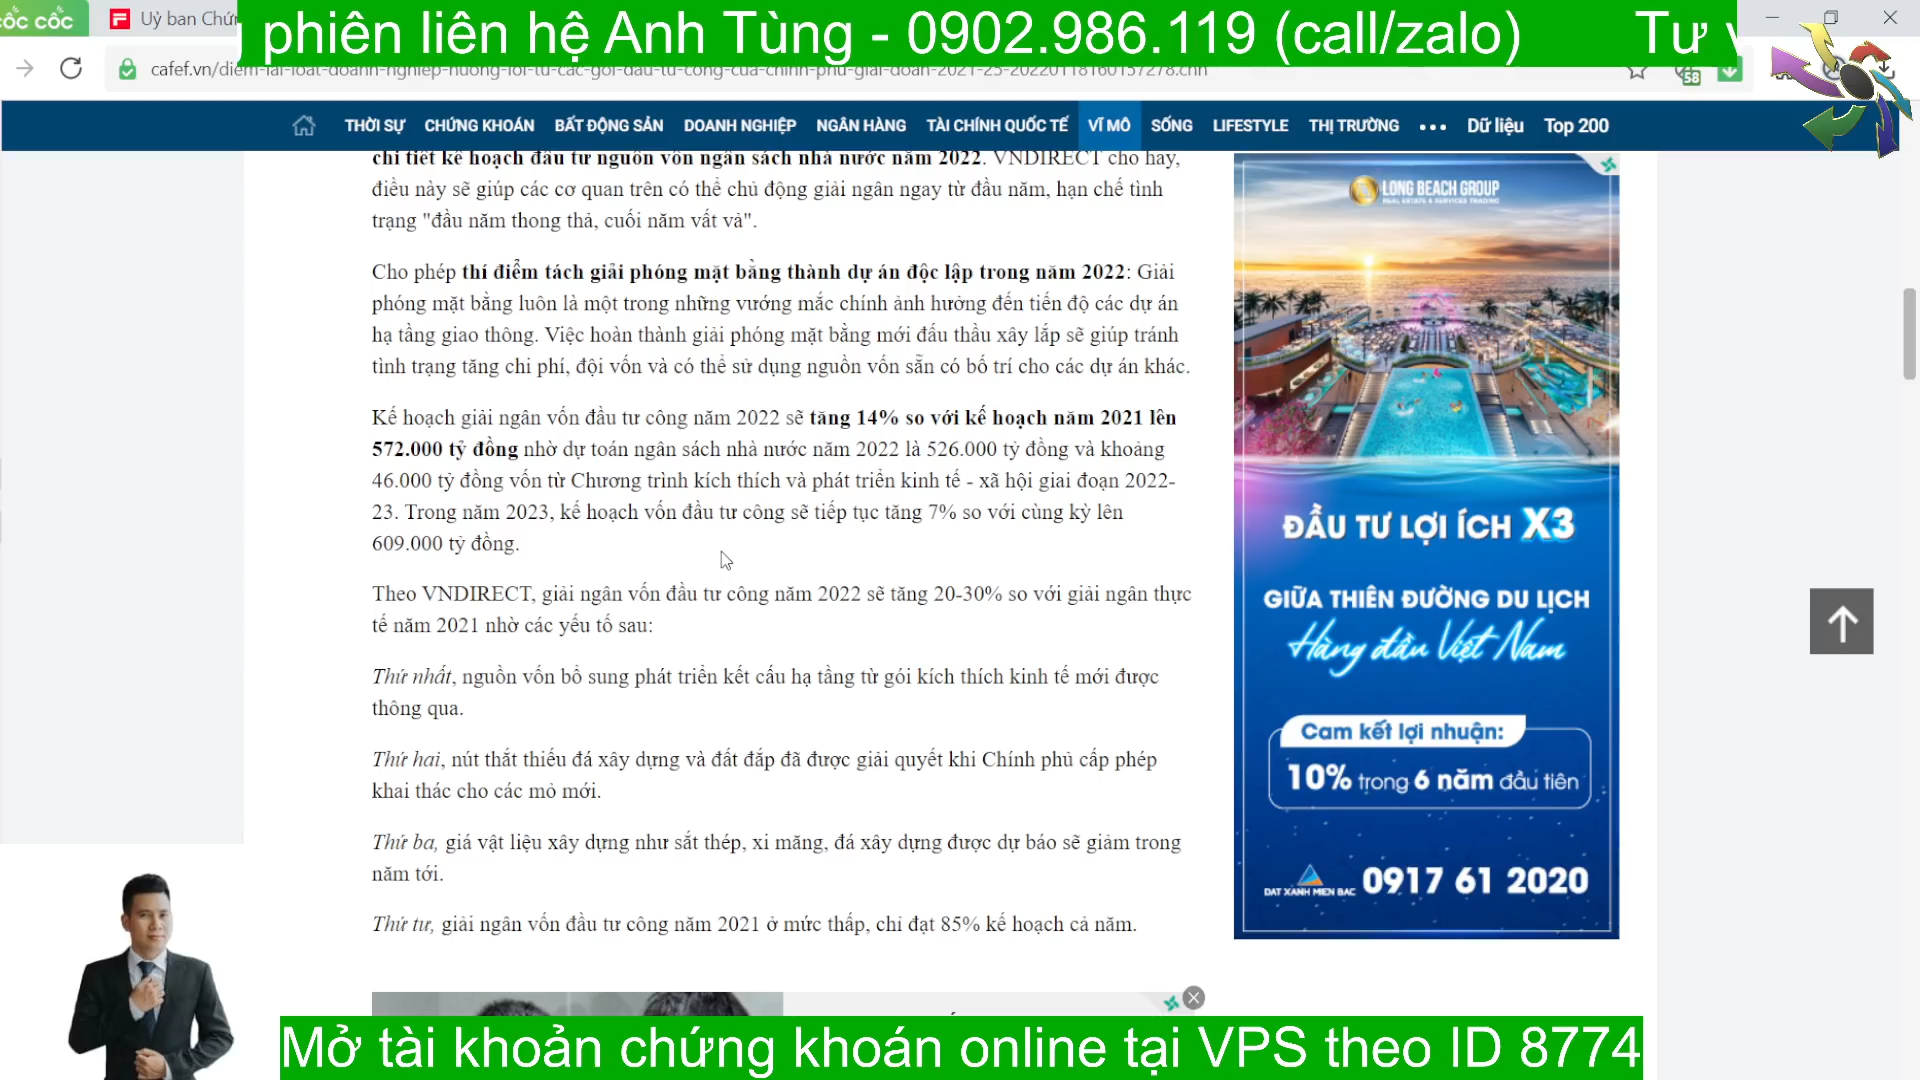 cốc cốc
Uỷ ban Chứn
phiên liên hệ Anh Tùng - 0902.986.119 (call/zalo)
Tư v
58
THỜI SỰ CHỨNG KHOÁN BẤT ĐỘNG SẢN DOANH NGHIỆP NGÂN HÀNG TÀI CHÍNH QUỐC TẾ VĨ MÔ SỐNG LIFESTYLE THỊ TRƯỜNG ••• Dữ liệu Top 200
chi tiết kế hoạch đầu tư nguồn vốn ngân sách nhà nước năm 2022. VNDIRECT cho hay,
điều này sẽ giúp các cơ quan trên có thể chủ động giải ngân ngay từ đầu năm, hạn chế tình
trạng "đầu năm thong thả, cuối năm vất vả".
Cho phép thí điểm tách giải phóng mặt bằng thành dự án độc lập trong năm 2022: Giải
phóng mặt bằng luôn là một trong những vướng mắc chính ảnh hưởng đến tiến độ các dự án
hạ tầng giao thông. Việc hoàn thành giải phóng mặt bằng mới đấu thầu xây lắp sẽ giúp tránh
tình trạng tăng chi phí, đội vốn và có thể sử dụng nguồn vốn sẵn có bố trí cho các dự án khác.
Kế hoạch giải ngân vốn đầu tư công năm 2022 sẽ tăng 14% so với kế hoạch năm 2021 lên
572.000 tỷ đồng nhờ dự toán ngân sách nhà nước năm 2022 là 526.000 tỷ đồng và khoảng
46.000 tỷ đồng vốn từ Chương trình kích thích và phát triển kinh tế - xã hội giai đoạn 2022-
23. Trong năm 2023, kế hoạch vốn đầu tư công sẽ tiếp tục tăng 7% so với cùng kỳ lên
609.000 tỷ đồng.
Theo VNDIRECT, giải ngân vốn đầu tư công năm 2022 sẽ tăng 20-30% so với giải ngân thực
tế năm 2021 nhờ các yếu tố sau:
Thứ nhất, nguồn vốn bổ sung phát triển kết cấu hạ tầng từ gói kích thích kinh tế mới được
thông qua.
Thứ hai, nút thắt thiếu đá xây dựng và đất đắp đã được giải quyết khi Chính phủ cấp phép
khai thác cho các mỏ mới.
Thứ ba, giá vật liệu xây dựng như sắt thép, xi măng, đá xây dựng được dự báo sẽ giảm trong
năm tới.
Thứ tư, giải ngân vốn đầu tư công năm 2021 ở mức thấp, chỉ đạt 85% kế hoạch cả năm.
LONG BEACH GROUP
REAL ESTATE & SERVICES TRADING
ĐẦU TƯ LỢI ÍCH X3
GIỮA THIÊN ĐƯỜNG DU LỊCH
Hàng đầu Việt Nam
Cam kết lợi nhuận:
10% trong 6 năm đầu tiên
DAT XANH MIEN BAC 0917 61 2020
Mở tài khoản chứng khoán online tại VPS theo ID 8774